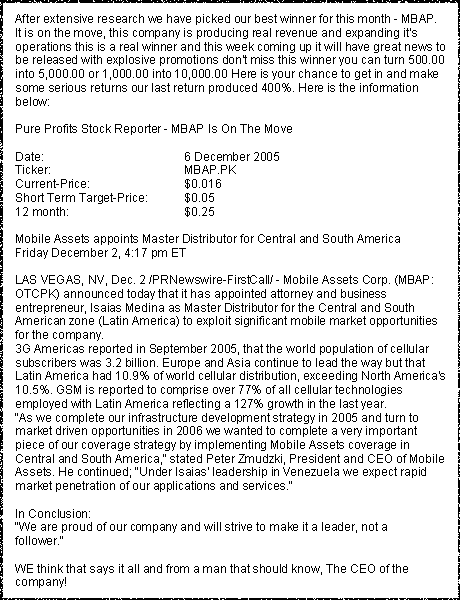 After extensive research we have picked our best winner for this month - MBAP.
It is on the move, this company is producing real revenue and expanding it's
operations this is a real winner and this week coming up it will have great news to
be released with explosive promotions don't miss this winner you can turn 500.00
into 5,000.00 or 1,000.00 into 10,000.00 Here is your chance to get in and make
some serious returns our last return produced 400%. Here is the information
below:

Pure Profits Stock Reporter - MBAP Is On The Move

Date: 6 December 2005
Ticker: MBAP.PK
Current-Price: $0.016
Short Term Target-Price: $0.05
12 month: $0.25

Mobile Assets appoints Master Distributor for Central and South America
Friday December 2, 4:17 pm ET

LAS VEGAS, NV, Dec. 2 /PRNewswire-FirstCall/ - Mobile Assets Corp. (MBAP:
OTCPK) announced today that it has appointed attorney and business
entrepreneur, Isaias Medina as Master Distributor for the Central and South
American zone (Latin America) to exploit significant mobile market opportunities
for the company.
3G Americas reported in September 2005, that the world population of cellular
subscribers was 3.2 billion. Europe and Asia continue to lead the way but that
Latin America had 10.9% of world cellular distribution, exceeding North America's
10.5%. GSM is reported to comprise over 77% of all cellular technologies
employed with Latin America reflecting a 127% growth in the last year.
"As we complete our infrastructure development strategy in 2005 and turn to
market driven opportunities in 2006 we wanted to complete a very important
piece of our coverage strategy by implementing Mobile Assets coverage in
Central and South America," stated Peter Zmudzki, President and CEO of Mobile
Assets. He continued; "Under Isaias' leadership in Venezuela we expect rapid
market penetration of our applications and services."

In Conclusion:
"We are proud of our company and will strive to make it a leader, not a
follower."

WE think that says it all and from a man that should know, The CEO of the
company!